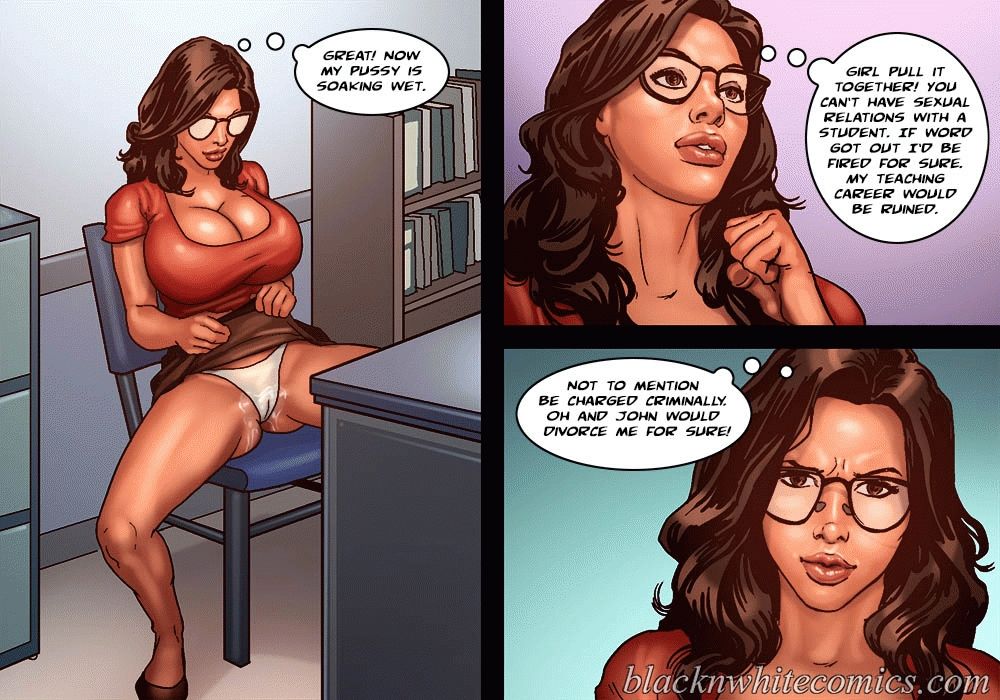 GREAT! NOW
MY PUSSY IS
SOAKING WET.
GIRL PULL IT
TOGETHER! YOU
CAN'T HAVE SEXUAL
RELATIONS WITH A
STUDENT. IF WORD
GOT OUT I'D BE
FIRED FOR SURE.
MY TEACHING
CAREER WOULD
BE RUINED.
NOT TO MENTION
BE CHARGED CRIMINALLY.
OH AND JOHN WOULD
DIVORCE ME FOR SURE!
blacknwhitecomics.com